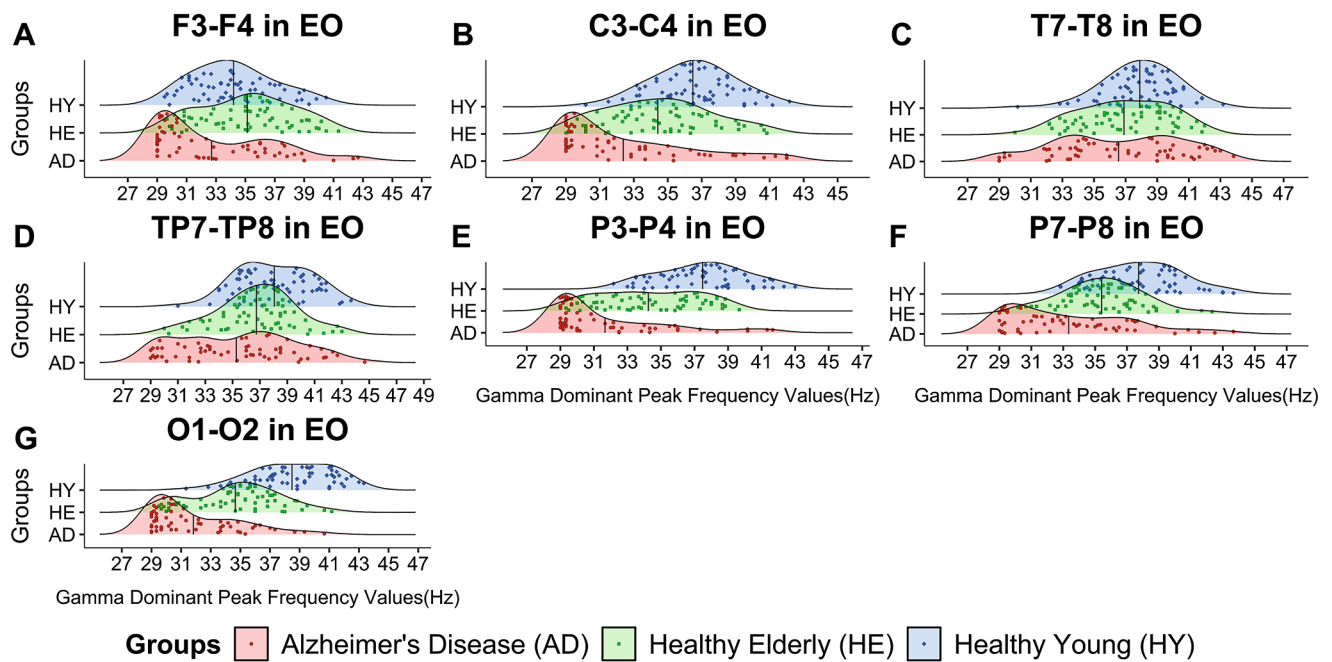 A F3-F4 in EO
Groups
HY
HE
AD
27 29 31 33 35 37 39 41 43 45 47
B C3-C4 in EO
HY
HE
AD
27 29 31 33 35 37 39 41 43 45
C T7-T8 in EO
HY
HE
AD
27 29 31 33 35 37 39 41 43 45 47
D TP7-TP8 in EO
Groups
HY
HE
AD
27 29 31 33 35 37 39 41 43 45 47 49
E P3-P4 in EO
HY
HE
AD
27 29 31 33 35 37 39 41 43 45 47
Gamma Dominant Peak Frequency Values(Hz)
F P7-P8 in EO
HY
HE
AD
27 29 31 33 35 37 39 41 43 45 47
Gamma Dominant Peak Frequency Values(Hz)
G O1-O2 in EO
Groups
HY
HE
AD
27 29 31 33 35 37 39 41 43 45 47
Gamma Dominant Peak Frequency Values(Hz)
Groups Alzheimer's Disease (AD) Healthy Elderly (HE) Healthy Young (HY)